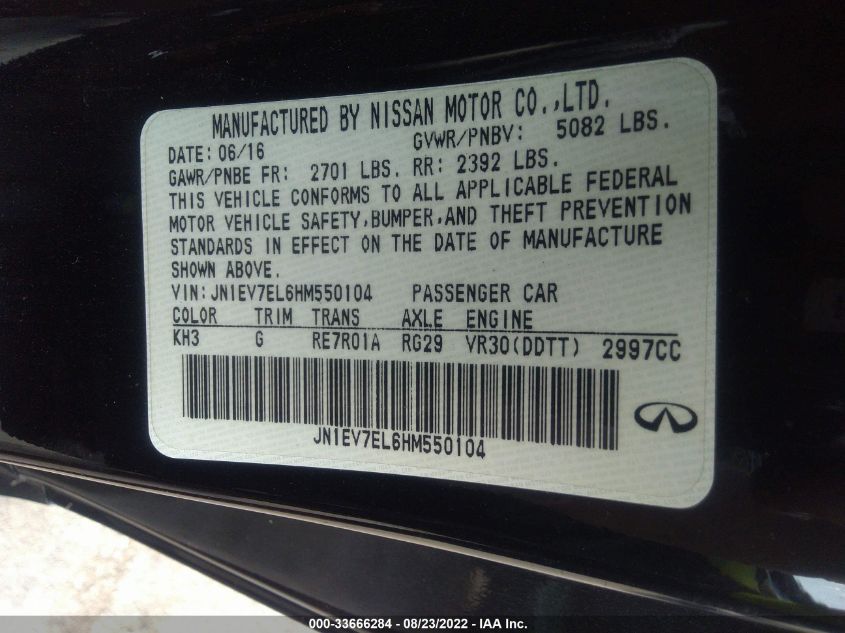 MANUFACTURED BY NISSAN MOTOR CO.,LTD.
DATE: 06/16 GVWR/PNBV: 5082 LBS.
GAWR/PNBE FR: 2701 LBS. RR: 2392 LBS.
THIS VEHICLE CONFORMS TO ALL APPLICABLE FEDERAL
MOTOR VEHICLE SAFETY,BUMPER,AND THEFT PREVENTION
STANDARDS IN EFFECT ON THE DATE OF MANUFACTURE
SHOWN ABOVE.
VIN:JN1EV7EL6HM550104 PASSENGER CAR
COLOR TRIM TRANS AXLE ENGINE
KH3 G RE7R01A RG29 VR30(DDTT) 2997CC
JN1EV7EL6HM550104
000-33666284 - 08/23/2022 - IAA Inc.